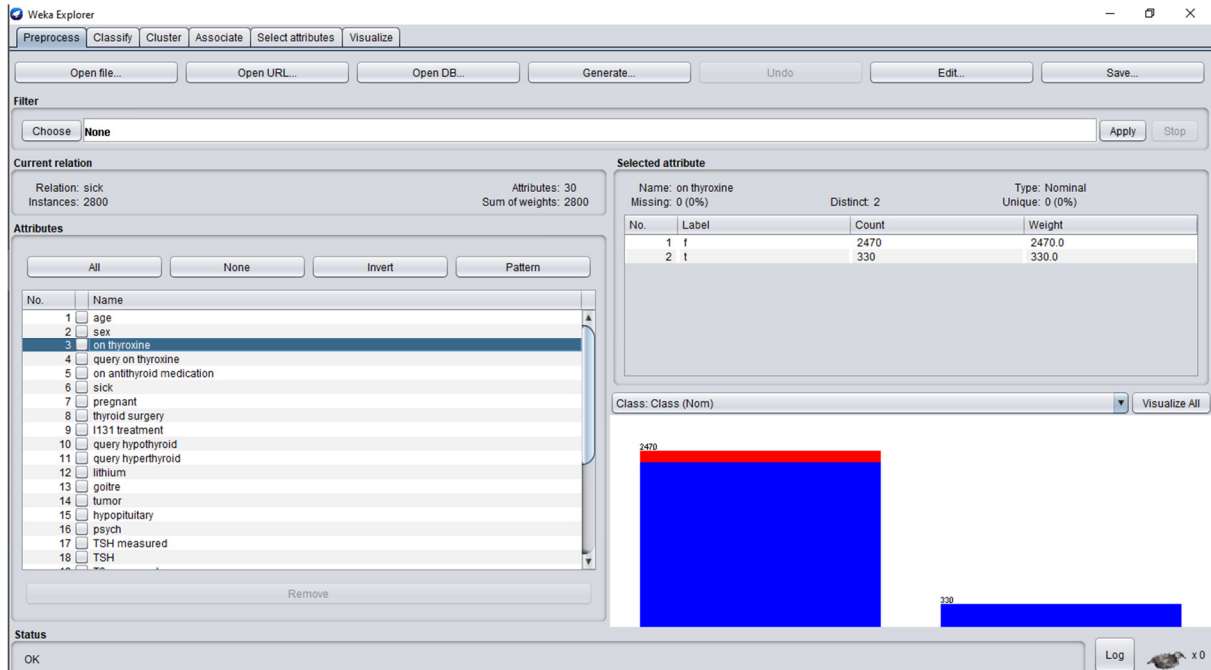 Weka Explorer
Preprocess Classify Cluster Associate Select attributes Visualize
Open file... Open URL... Open DB... Generate... Undo Edit... Save...
Filter
Choose None Apply Stop
Current relation
Relation: sick Attributes: 30
Instances: 2800 Sum of weights: 2800
Attributes
All None Invert Pattern
No. Name
1 age
2 sex
3 on thyroxine
4 query on thyroxine
5 on antithyroid medication
6 sick
7 pregnant
8 thyroid surgery
9 I131 treatment
10 query hypothyroid
11 query hyperthyroid
12 lithium
13 goitre
14 tumor
15 hypopituitary
16 psych
17 TSH measured
18 TSH
Remove
Selected attribute
Name: on thyroxine Type: Nominal
Missing: 0 (0%) Distinct: 2 Unique: 0 (0%)
No. Label Count Weight
1 f 2470 2470.0
2 t 330 330.0
Class: Class (Nom) Visualize All
2470
330
Status
OK Log x 0